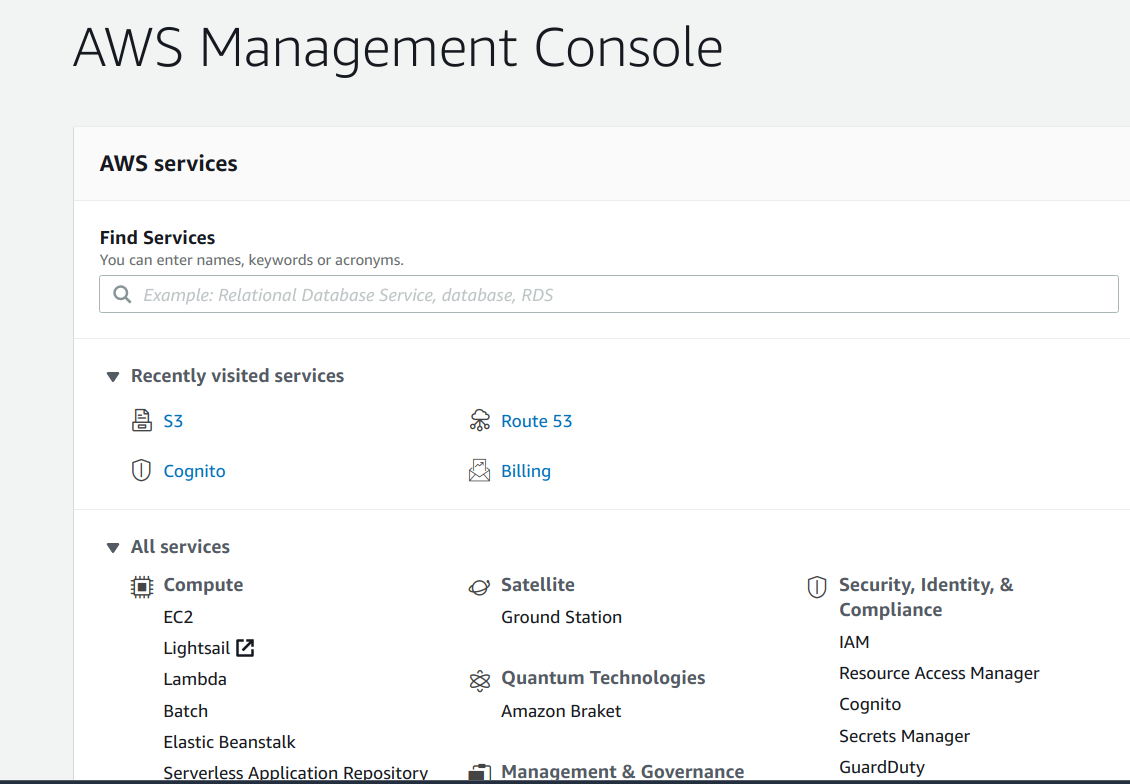 AWS Management Console
AWS services
Find Services
You can enter names, keywords or acronyms.
Example: Relational Database Service, database, RDS
Recently visited services
S3
Route 53
Cognito
Billing
All services
Compute
EC2
Lightsail
Lambda
Batch
Elastic Beanstalk
Serverless Application Repository
Satellite
Ground Station
Quantum Technologies
Amazon Braket
Management & Governance
Security, Identity, &
Compliance
IAM
Resource Access Manager
Cognito
Secrets Manager
GuardDuty